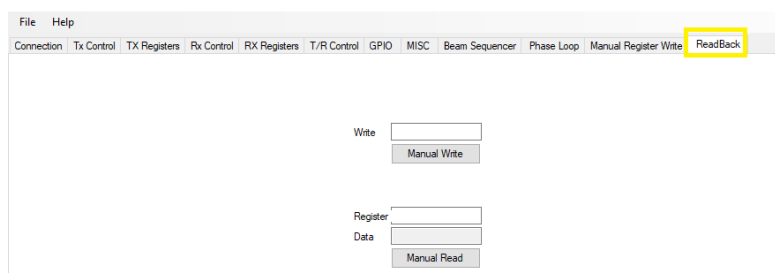 File Help
Connection Tx Control TX Registers Rx Control RX Registers T/R Control GPIO MISC Beam Sequencer Phase Loop Manual Register Write ReadBack
Write
Manual Write
Register
Data
Manual Read